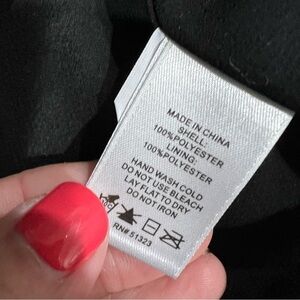 MADE IN CHINA
SHELL:
100%POLYESTER
LINING:
100%POLYESTER
HAND WASH COLD
DO NOT USE BLEACH
LAY FLAT TO DRY
DO NOT IRON
RN# 51323